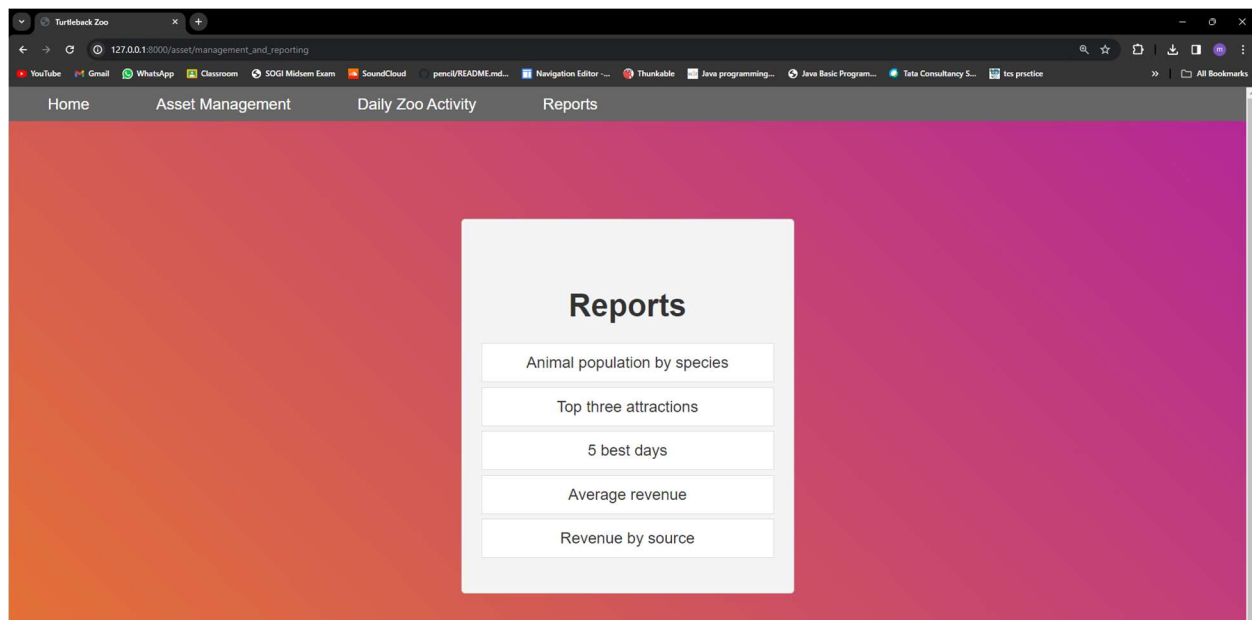 Turtleback Zoo
127.0.0.1:8000/asset/management_and_reporting
YouTube Gmail WhatsApp Classroom SOGI Midsem Exam SoundCloud pencil/README.md... Navigation Editor -... Thunkable Java programming... Java Basic Program... Tata Consultancy S... tcs prsctice » All Bookmarks
Home Asset Management Daily Zoo Activity Reports
Reports
Animal population by species
Top three attractions
5 best days
Average revenue
Revenue by source